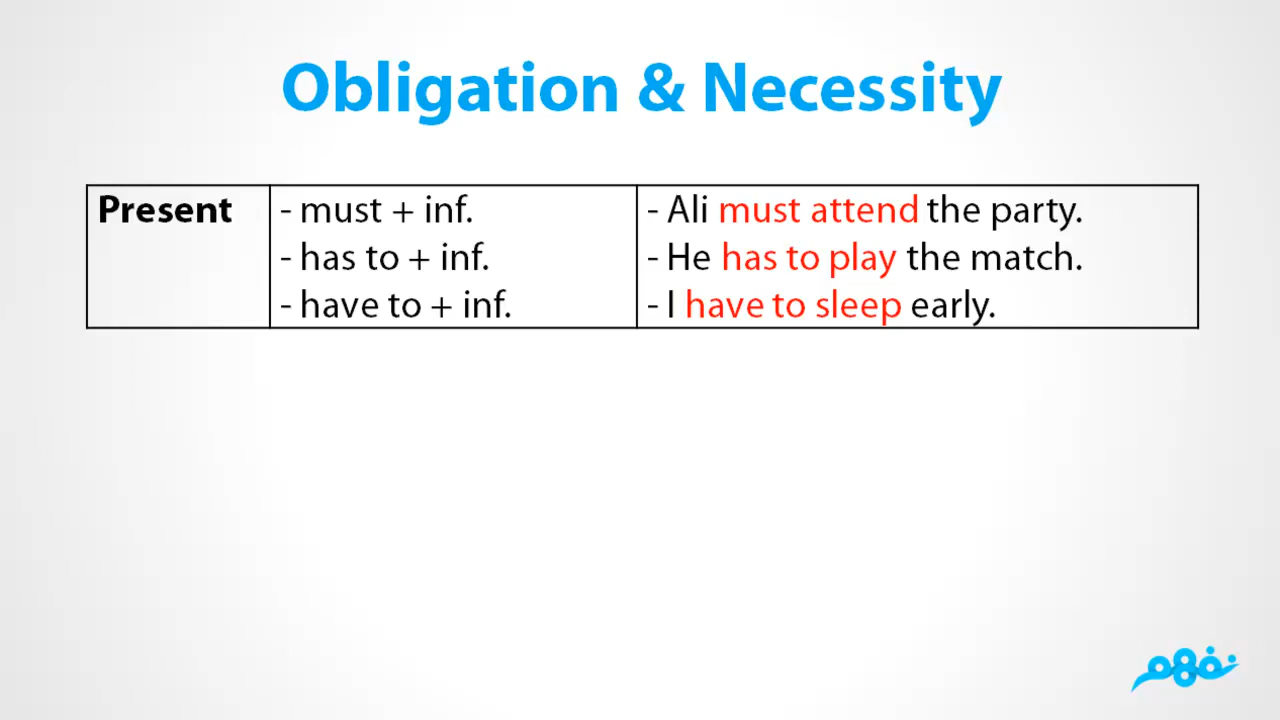 Obligation & Necessity
Present
- must + inf.
- has to + inf.
- have to + inf.
- Ali must attend the party.
- He has to play the match.
- I have to sleep early.
نفهم